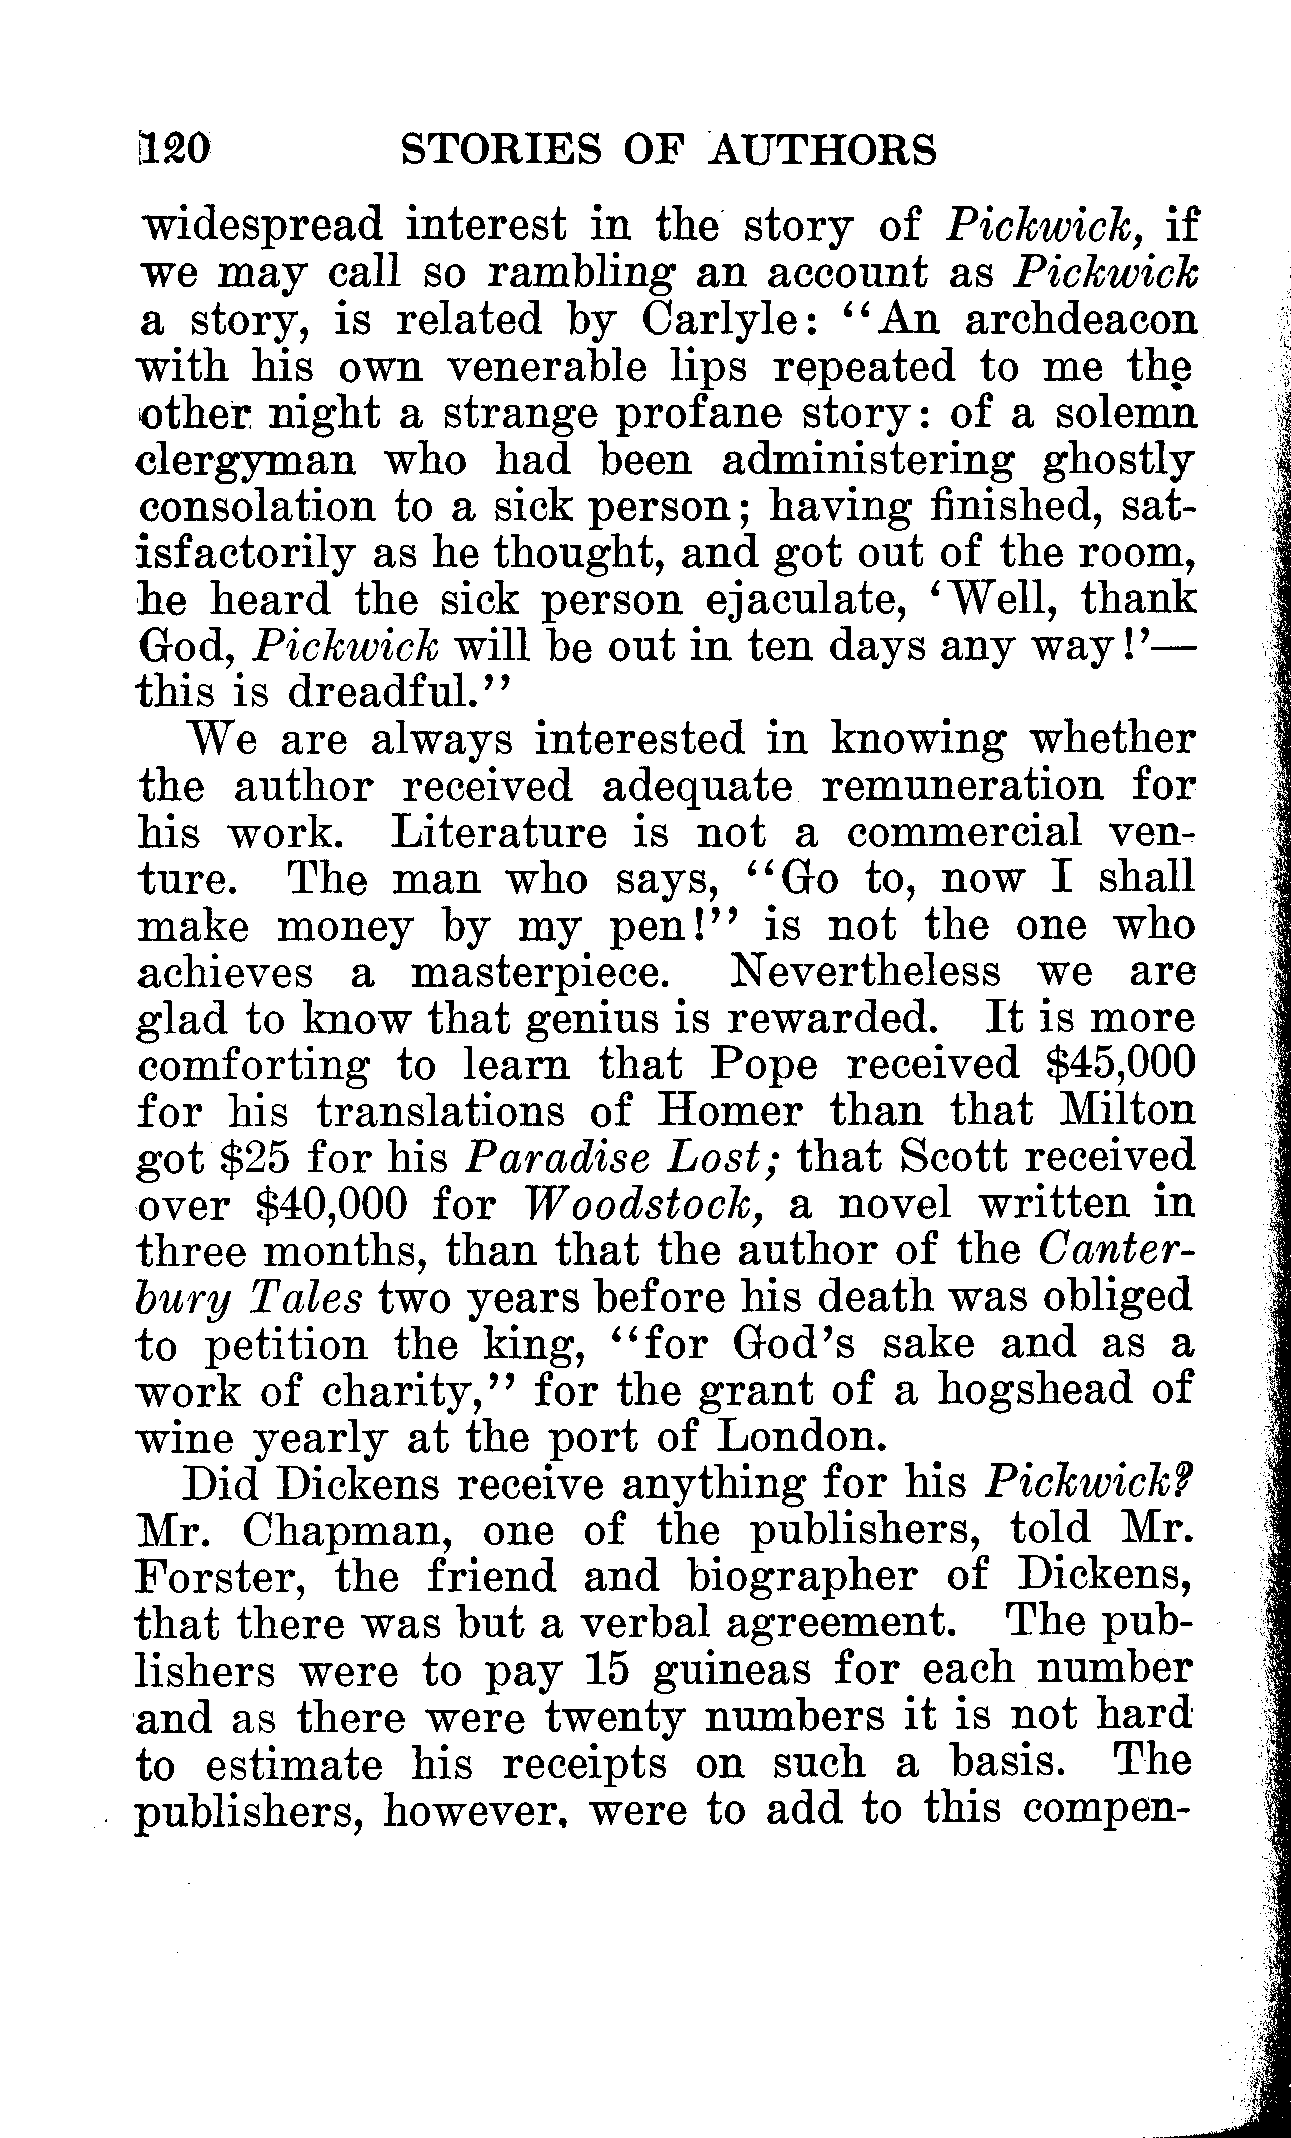 120 STORIES OF AUTHORS
widespread interest in the story of Pickwick, if
we may call so rambling an account as Pickwick
a story, is related by Carlyle: "An archdeacon
with his own venerable lips repeated to me the
other night a strange profane story: of a solemn
clergyman who had been administering ghostly
consolation to a sick person; having finished, sat-
isfactorily as he thought, and got out of the room,
he heard the sick person ejaculate, 'Well, thank
God, Pickwick will be out in ten days any way!'—
this is dreadful."
We are always interested in knowing whether
the author received adequate remuneration for
his work. Literature is not a commercial ven-
ture. The man who says, "Go to, now I shall
make money by my pen!" is not the one who
achieves a masterpiece. Nevertheless we are
glad to know that genius is rewarded. It is more
comforting to learn that Pope received $45,000
for his translations of Homer than that Milton
got $25 for his Paradise Lost; that Scott received
over $40,000 for Woodstock, a novel written in
three months, than that the author of the Canter-
bury Tales two years before his death was obliged
to petition the king, "for God's sake and as a
work of charity," for the grant of a hogshead of
wine yearly at the port of London.
Did Dickens receive anything for his Pickwick?
Mr. Chapman, one of the publishers, told Mr.
Forster, the friend and biographer of Dickens,
that there was but a verbal agreement. The pub-
lishers were to pay 15 guineas for each number
and as there were twenty numbers it is not hard
to estimate his receipts on such a basis. The
publishers, however, were to add to this compen-